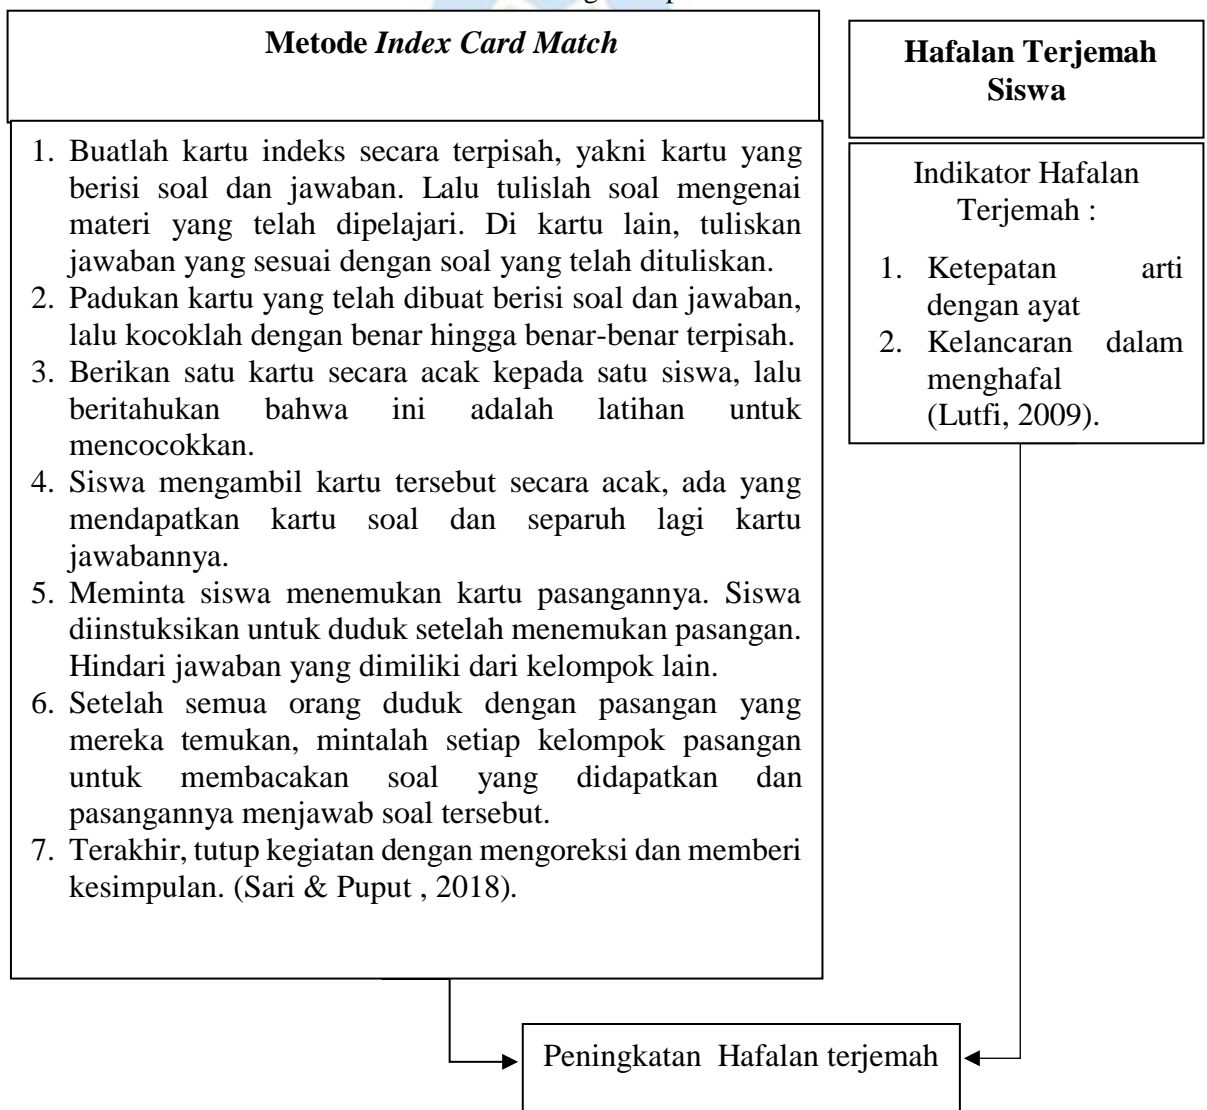 Metode Index Card Match
1. Buatlah kartu indeks secara terpisah, yakni kartu yang
berisi soal dan jawaban. Lalu tulislah soal mengenai
materi yang telah dipelajari. Di kartu lain, tuliskan
jawaban yang sesuai dengan soal yang telah dituliskan.
2. Padukan kartu yang telah dibuat berisi soal dan jawaban,
lalu kocoklah dengan benar hingga benar-benar terpisah.
3. Berikan satu kartu secara acak kepada satu siswa, lalu
beritahukan bahwa ini adalah latihan untuk
mencocokkan.
4. Siswa mengambil kartu tersebut secara acak, ada yang
mendapatkan kartu soal dan separuh lagi kartu
jawabannya.
5. Meminta siswa menemukan kartu pasangannya. Siswa
diinstuksikan untuk duduk setelah menemukan pasangan.
Hindari jawaban yang dimiliki dari kelompok lain.
6. Setelah semua orang duduk dengan pasangan yang
mereka temukan, mintalah setiap kelompok pasangan
untuk membacakan soal yang didapatkan dan
pasangannya menjawab soal tersebut.
7. Terakhir, tutup kegiatan dengan mengoreksi dan memberi
kesimpulan. (Sari & Puput , 2018).
Hafalan Terjemah
Siswa
Indikator Hafalan
Terjemah :
1. Ketepatan arti
dengan ayat
2. Kelancaran dalam
menghafal
(Lutfi, 2009).
Peningkatan Hafalan terjemah